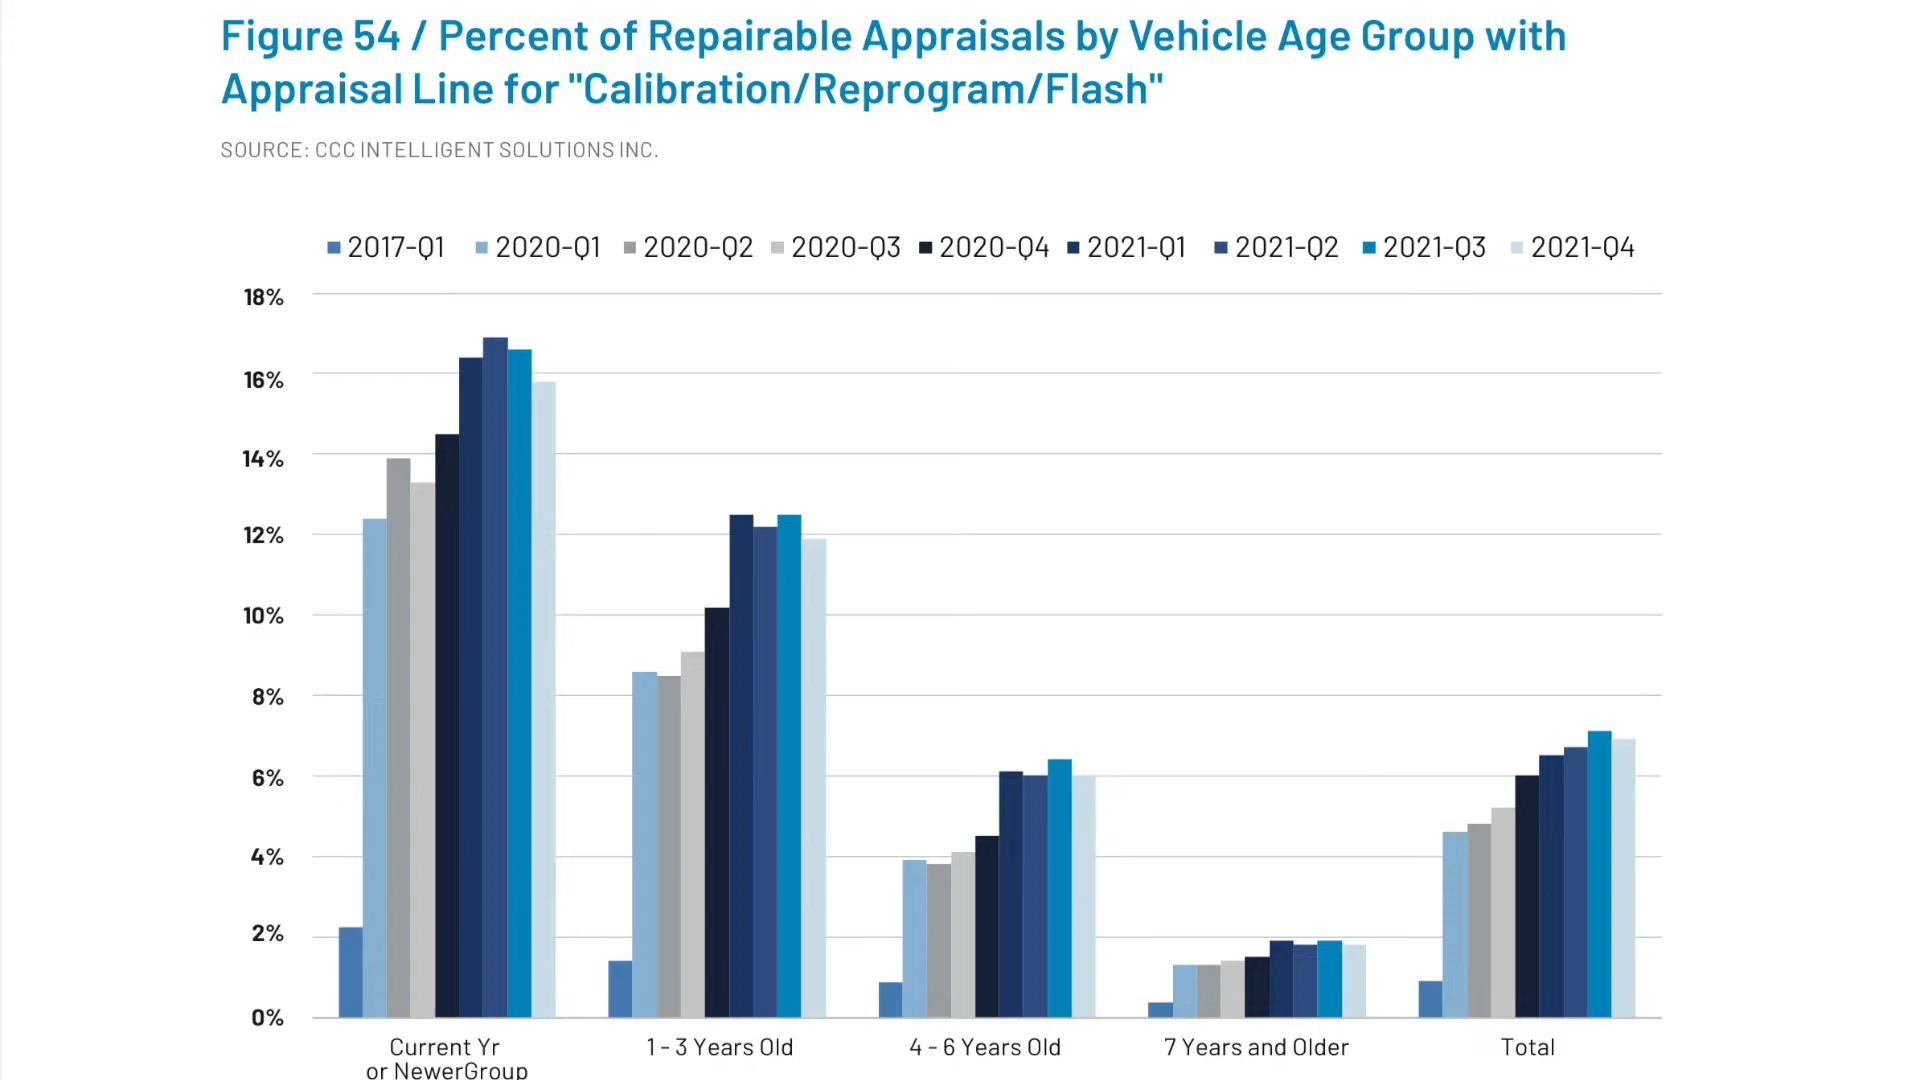 Figure 54 / Percent of Repairable Appraisals by Vehicle Age Group with
Appraisal Line for "Calibration/Reprogram/Flash"
SOURCE: CCC INTELLIGENT SOLUTIONS INC.
2017-Q1 2020-Q1 2020-Q2 2020-Q3 2020-Q4 2021-Q1 2021-Q2 2021-Q3 2021-Q4
18%
16%
14%
12%
10%
8%
6%
4%
2%
0%
Current Yr
or NewerGroup
1 - 3 Years Old
4 - 6 Years Old
7 Years and Older
Total